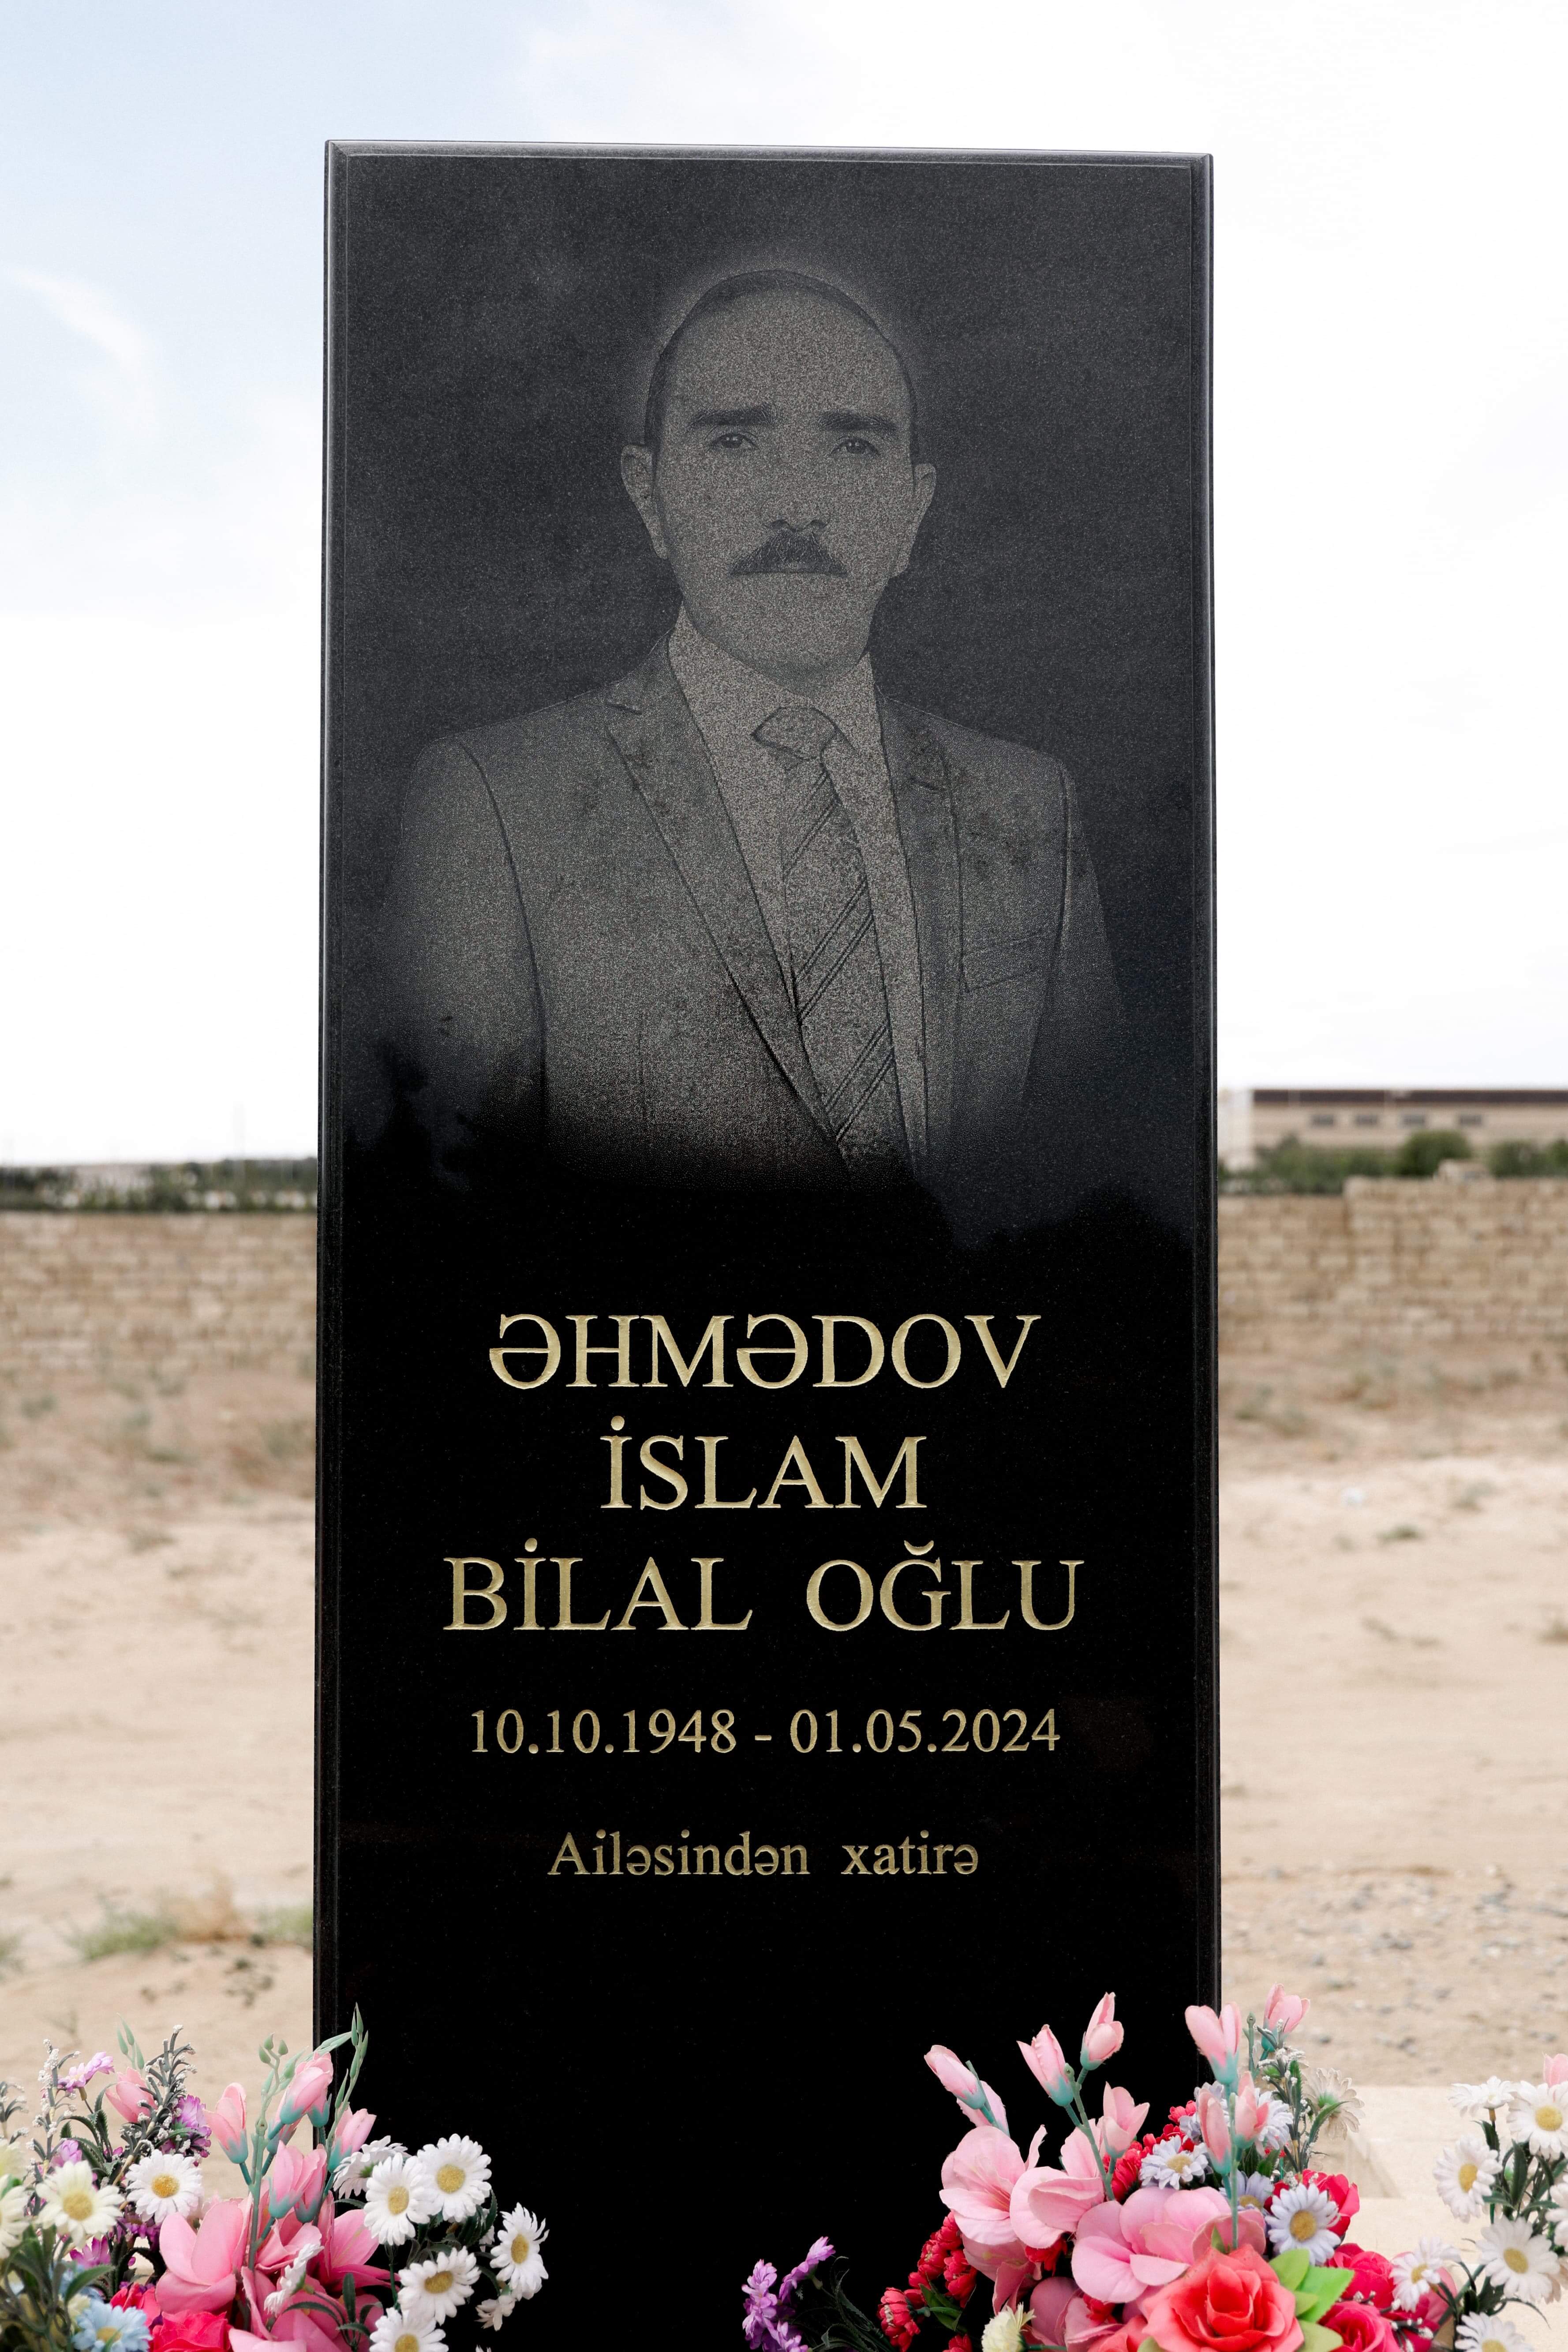 ƏHMƏDOV
İSLAM
BİLAL OĞLU
10.10.1948 - 01.05.2024
Ailəsindən xatirə